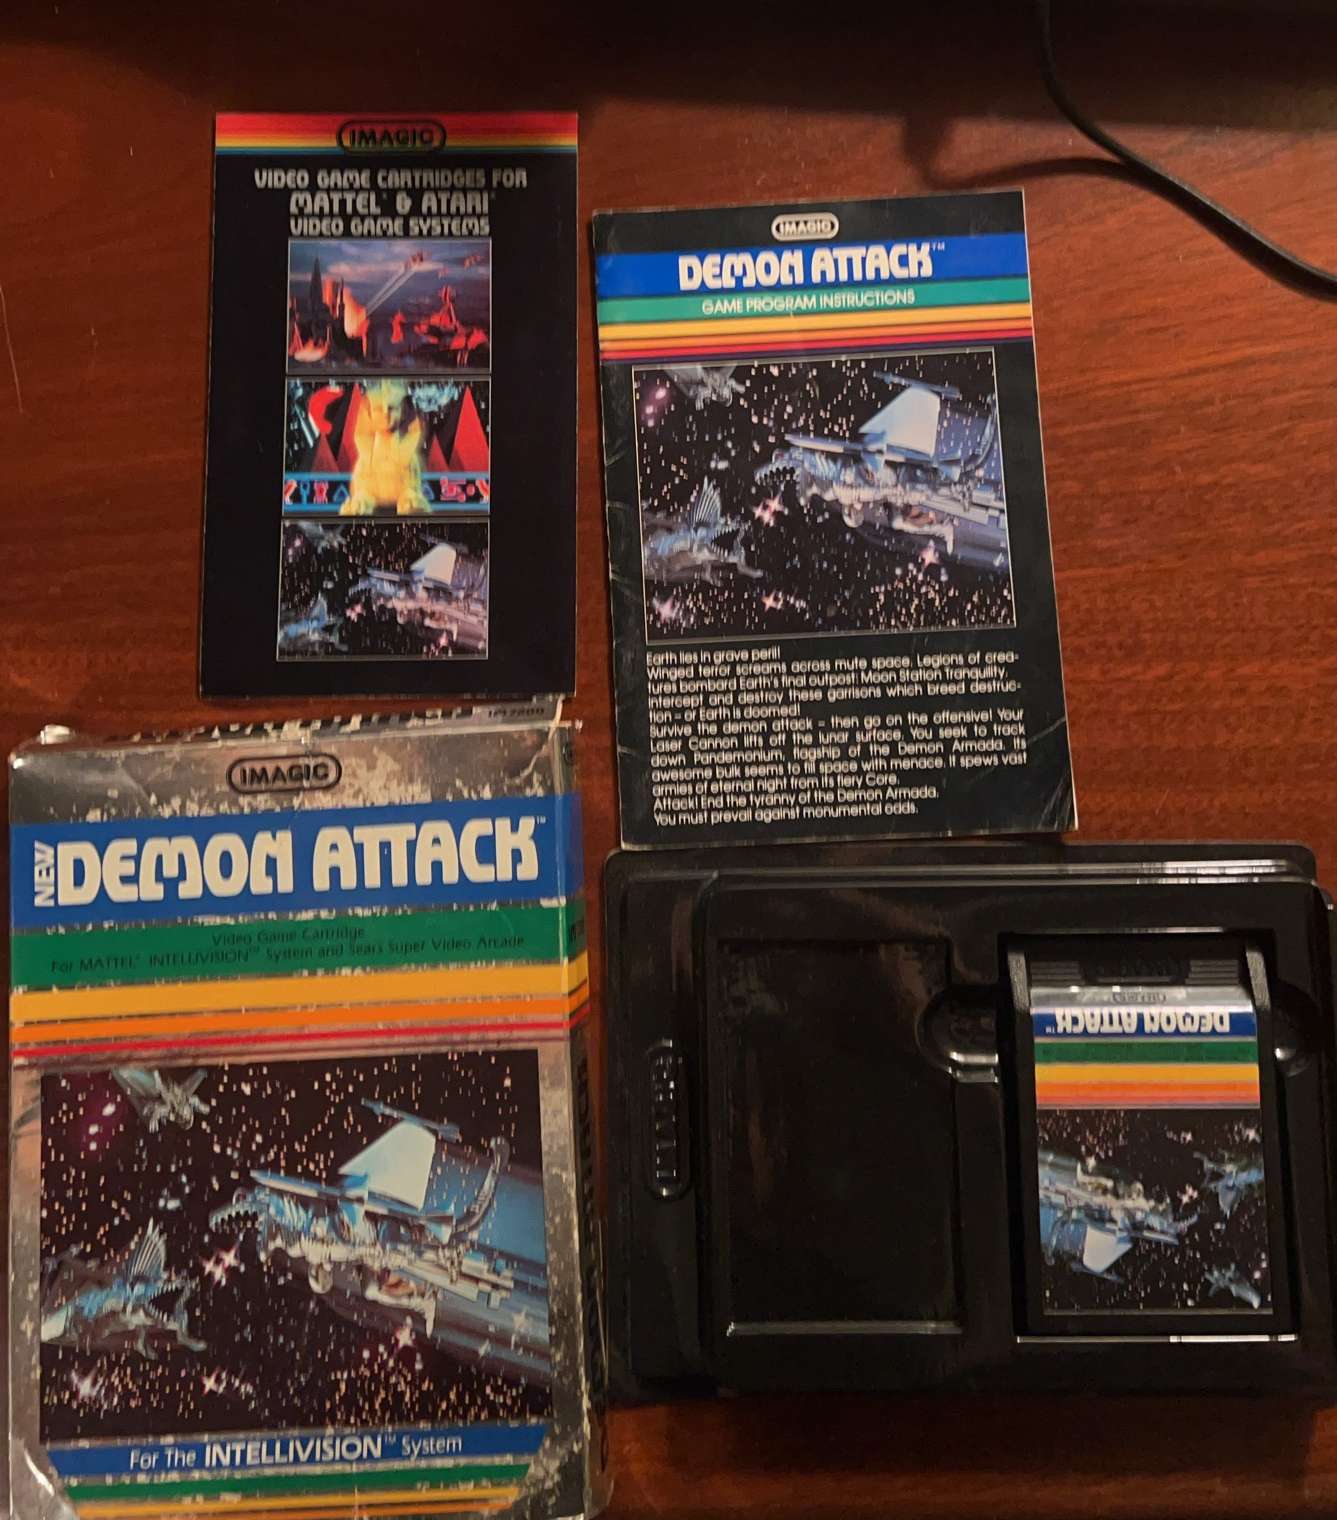 IMAGIC
VIDEO GAME CARTRIDGES FOR
MATTEL® & ATARI®
VIDEO GAME SYSTEMS
IMAGIC
DEMON ATTACK™
GAME PROGRAM INSTRUCTIONS
Earth lies in grave peril!
Winged terror screams across mute space. Legions of crea-
tures bombard Earth's final outpost: Moon Station Tranquility.
Intercept and destroy these garrisons which breed destruc-
tion – or Earth is doomed!
Survive the demon attack – then go on the offensive! Your
Laser Cannon lifts off the lunar surface. You seek to track
down Pandemonium, flagship of the Demon Armada. Its
awesome bulk seems to fill space with menace. It spews vast
armies of eternal night from its fiery Core.
Attack! End the tyranny of the Demon Armada.
You must prevail against monumental odds.
IMAGIC
NEW DEMON ATTACK™
Video Game Cartridge
For MATTEL® INTELLIVISION™ System and Sears Super Video Arcade
For The INTELLIVISION™ System
IMAGIC
DEMON ATTACK™